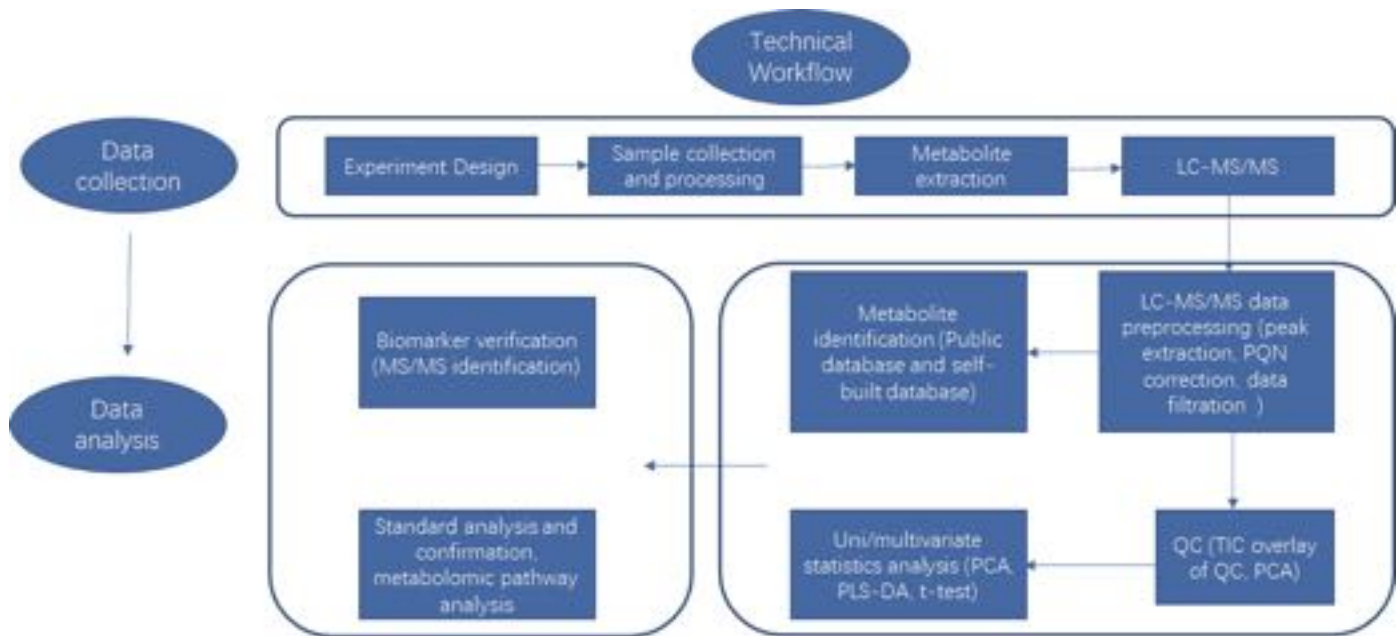 Technical
Workflow
Data
collection
Experiment Design
Sample collection
and processing
Metabolite
extraction
LC-MS/MS
Data
analysis
Biomarker verification
(MS/MS identification)
Metabolite
identification (Public
database and self-
built database)
LC-MS/MS data
preprocessing (peak
extraction, PQN
correction, data
filtration )
Standard analysis and
confirmation,
metabolomic pathway
analysis
Uni/multivariate
statistics analysis (PCA,
PLS-DA, t-test)
QC (TIC overlay
of QC, PCA)